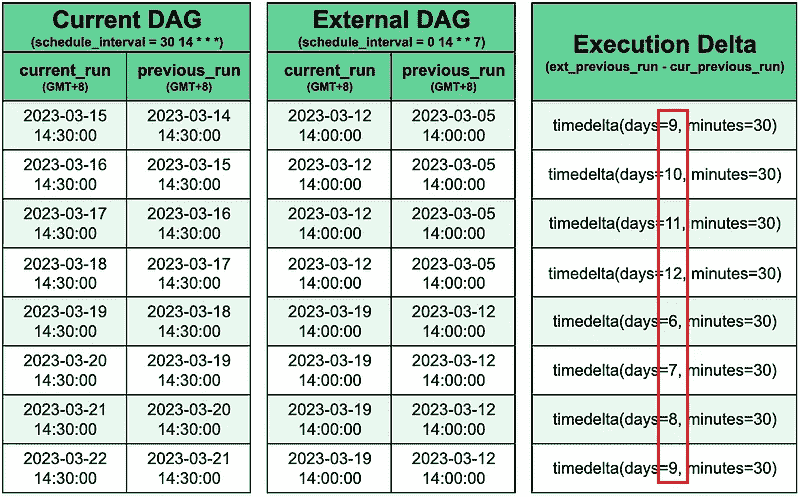 Current DAG
(schedule_interval = 30 14 * * *)
current_run
(GMT+8)
previous_run
(GMT+8)
External DAG
(schedule_interval = 0 14 * * 7)
current_run
(GMT+8)
previous_run
(GMT+8)
Execution Delta
(ext_previous_run - cur_previous_run)
2023-03-15
14:30:00
2023-03-14
14:30:00
2023-03-12
14:00:00
2023-03-05
14:00:00
timedelta(days=9, minutes=30)
2023-03-16
14:30:00
2023-03-15
14:30:00
2023-03-12
14:00:00
2023-03-05
14:00:00
timedelta(days=10, minutes=30)
2023-03-17
14:30:00
2023-03-16
14:30:00
2023-03-12
14:00:00
2023-03-05
14:00:00
timedelta(days=11, minutes=30)
2023-03-18
14:30:00
2023-03-17
14:30:00
2023-03-12
14:00:00
2023-03-05
14:00:00
timedelta(days=12, minutes=30)
2023-03-19
14:30:00
2023-03-18
14:30:00
2023-03-19
14:00:00
2023-03-12
14:00:00
timedelta(days=6, minutes=30)
2023-03-20
14:30:00
2023-03-19
14:30:00
2023-03-19
14:00:00
2023-03-12
14:00:00
timedelta(days=7, minutes=30)
2023-03-21
14:30:00
2023-03-20
14:30:00
2023-03-19
14:00:00
2023-03-12
14:00:00
timedelta(days=8, minutes=30)
2023-03-22
14:30:00
2023-03-21
14:30:00
2023-03-19
14:00:00
2023-03-12
14:00:00
timedelta(days=9, minutes=30)